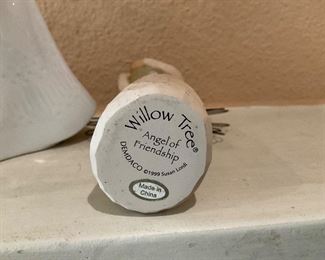 Willow Tree®
Angel of
Friendship
DEMDACO ©1999 Susan Lordi
Made in
China